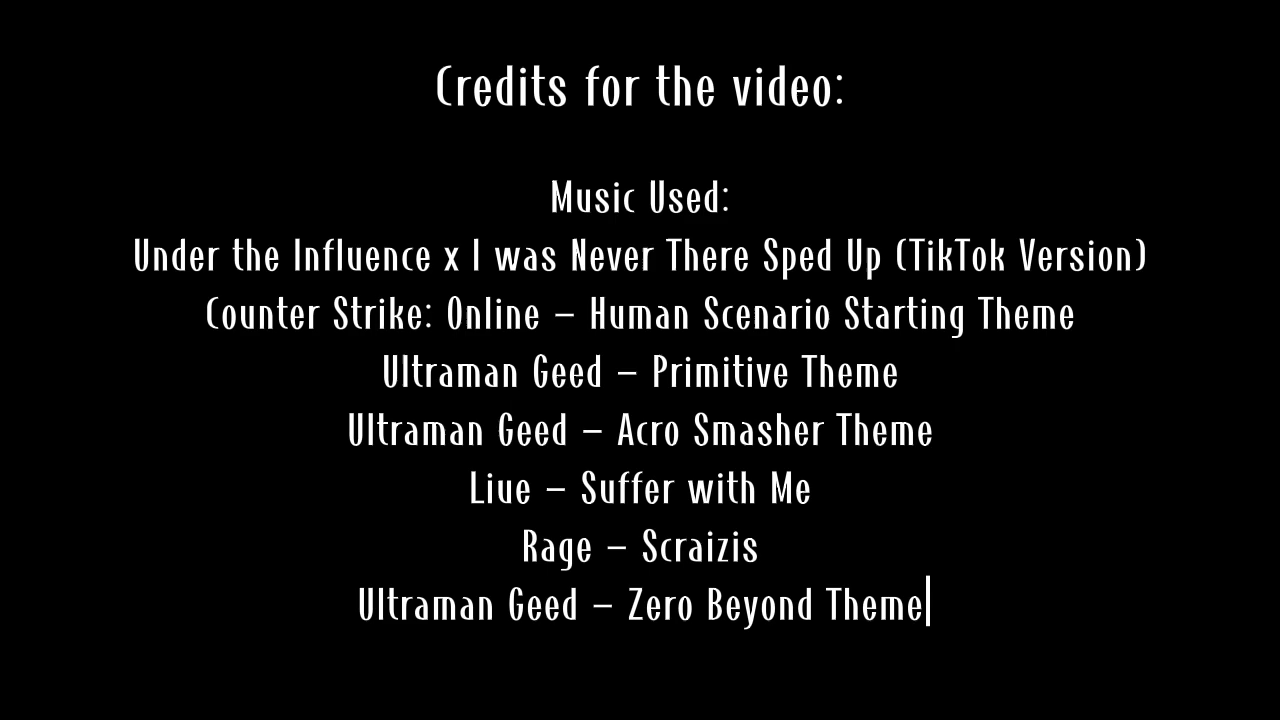 Credits for the video:
Music Used:
Under the Influence x I was Never There Sped Up (TikTok Version)
Counter Strike: Online – Human Scenario Starting Theme
Ultraman Geed – Primitive Theme
Ultraman Geed – Acro Smasher Theme
Liue – Suffer with Me
Rage – Scraizis
Ultraman Geed – Zero Beyond Theme